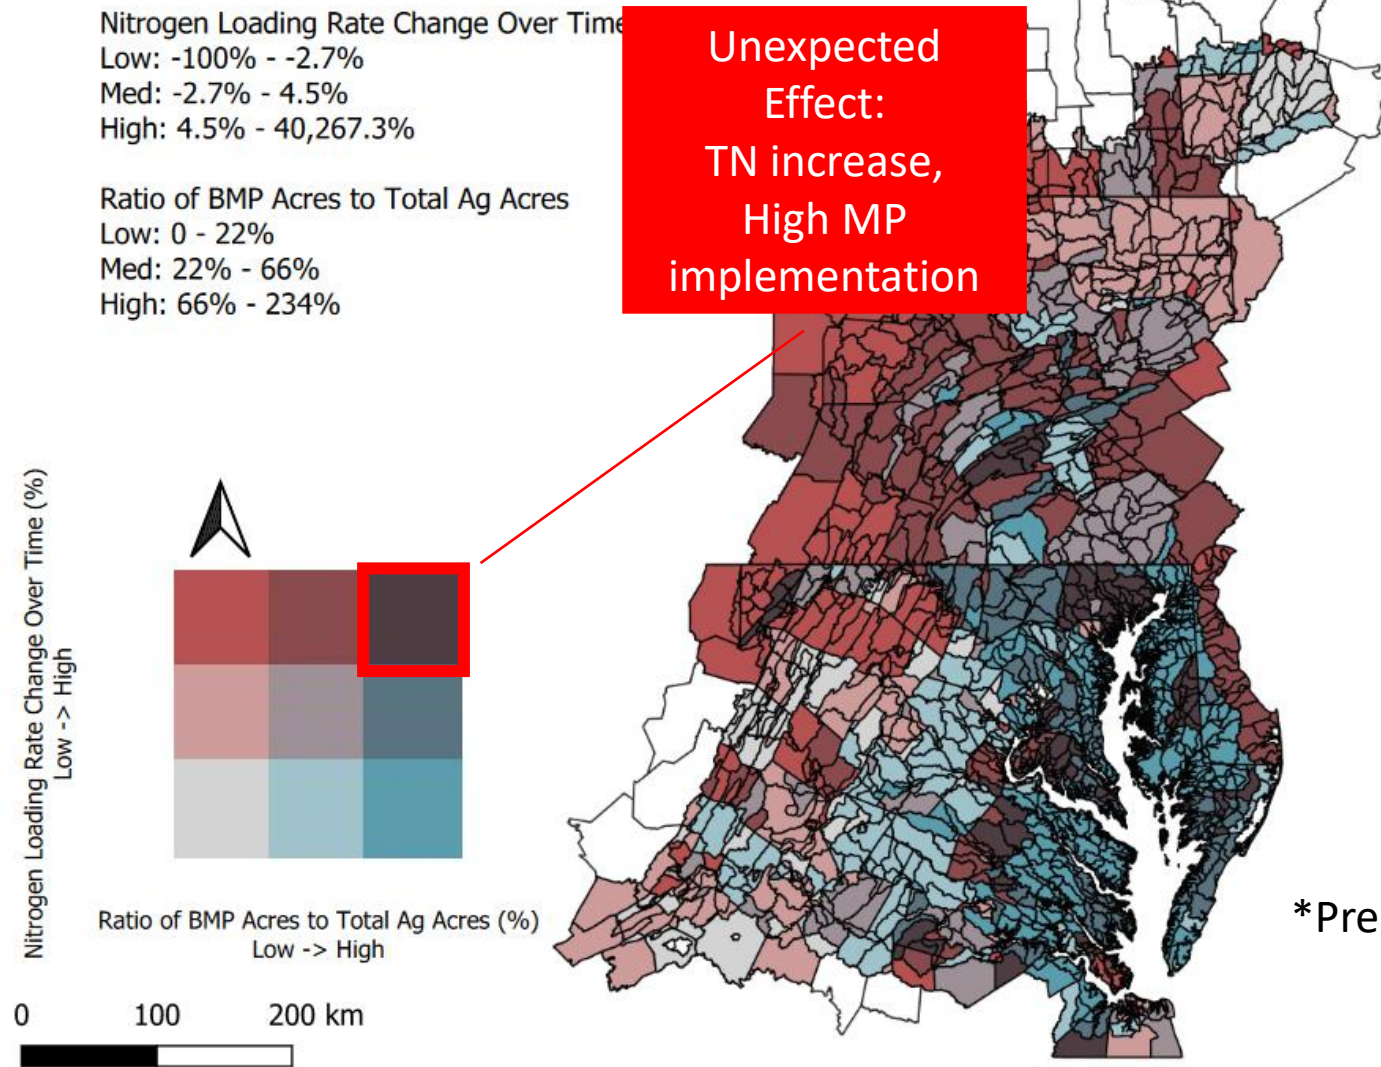 Nitrogen Loading Rate Change Over Time
Low: -100% - -2.7%
Med: -2.7% - 4.5%
High: 4.5% - 40,267.3%
Ratio of BMP Acres to Total Ag Acres
Low: 0 - 22%
Med: 22% - 66%
High: 66% - 234%
Unexpected
Effect:
TN increase,
High MP
implementation
Nitrogen Loading Rate Change Over Time (%)
Low -> High
Ratio of BMP Acres to Total Ag Acres (%)
Low -> High
0 100 200 km
*Pre